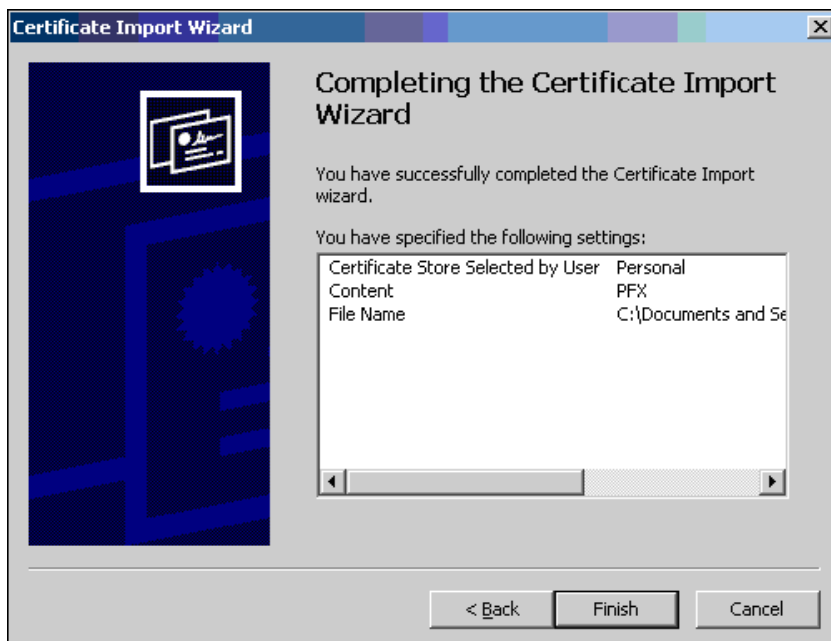 Certificate Import Wizard
Completing the Certificate Import
Wizard
You have successfully completed the Certificate Import
wizard.
You have specified the following settings:
Certificate Store Selected by User Personal
Content PFX
File Name C:\Documents and Se
< Back
Finish
Cancel